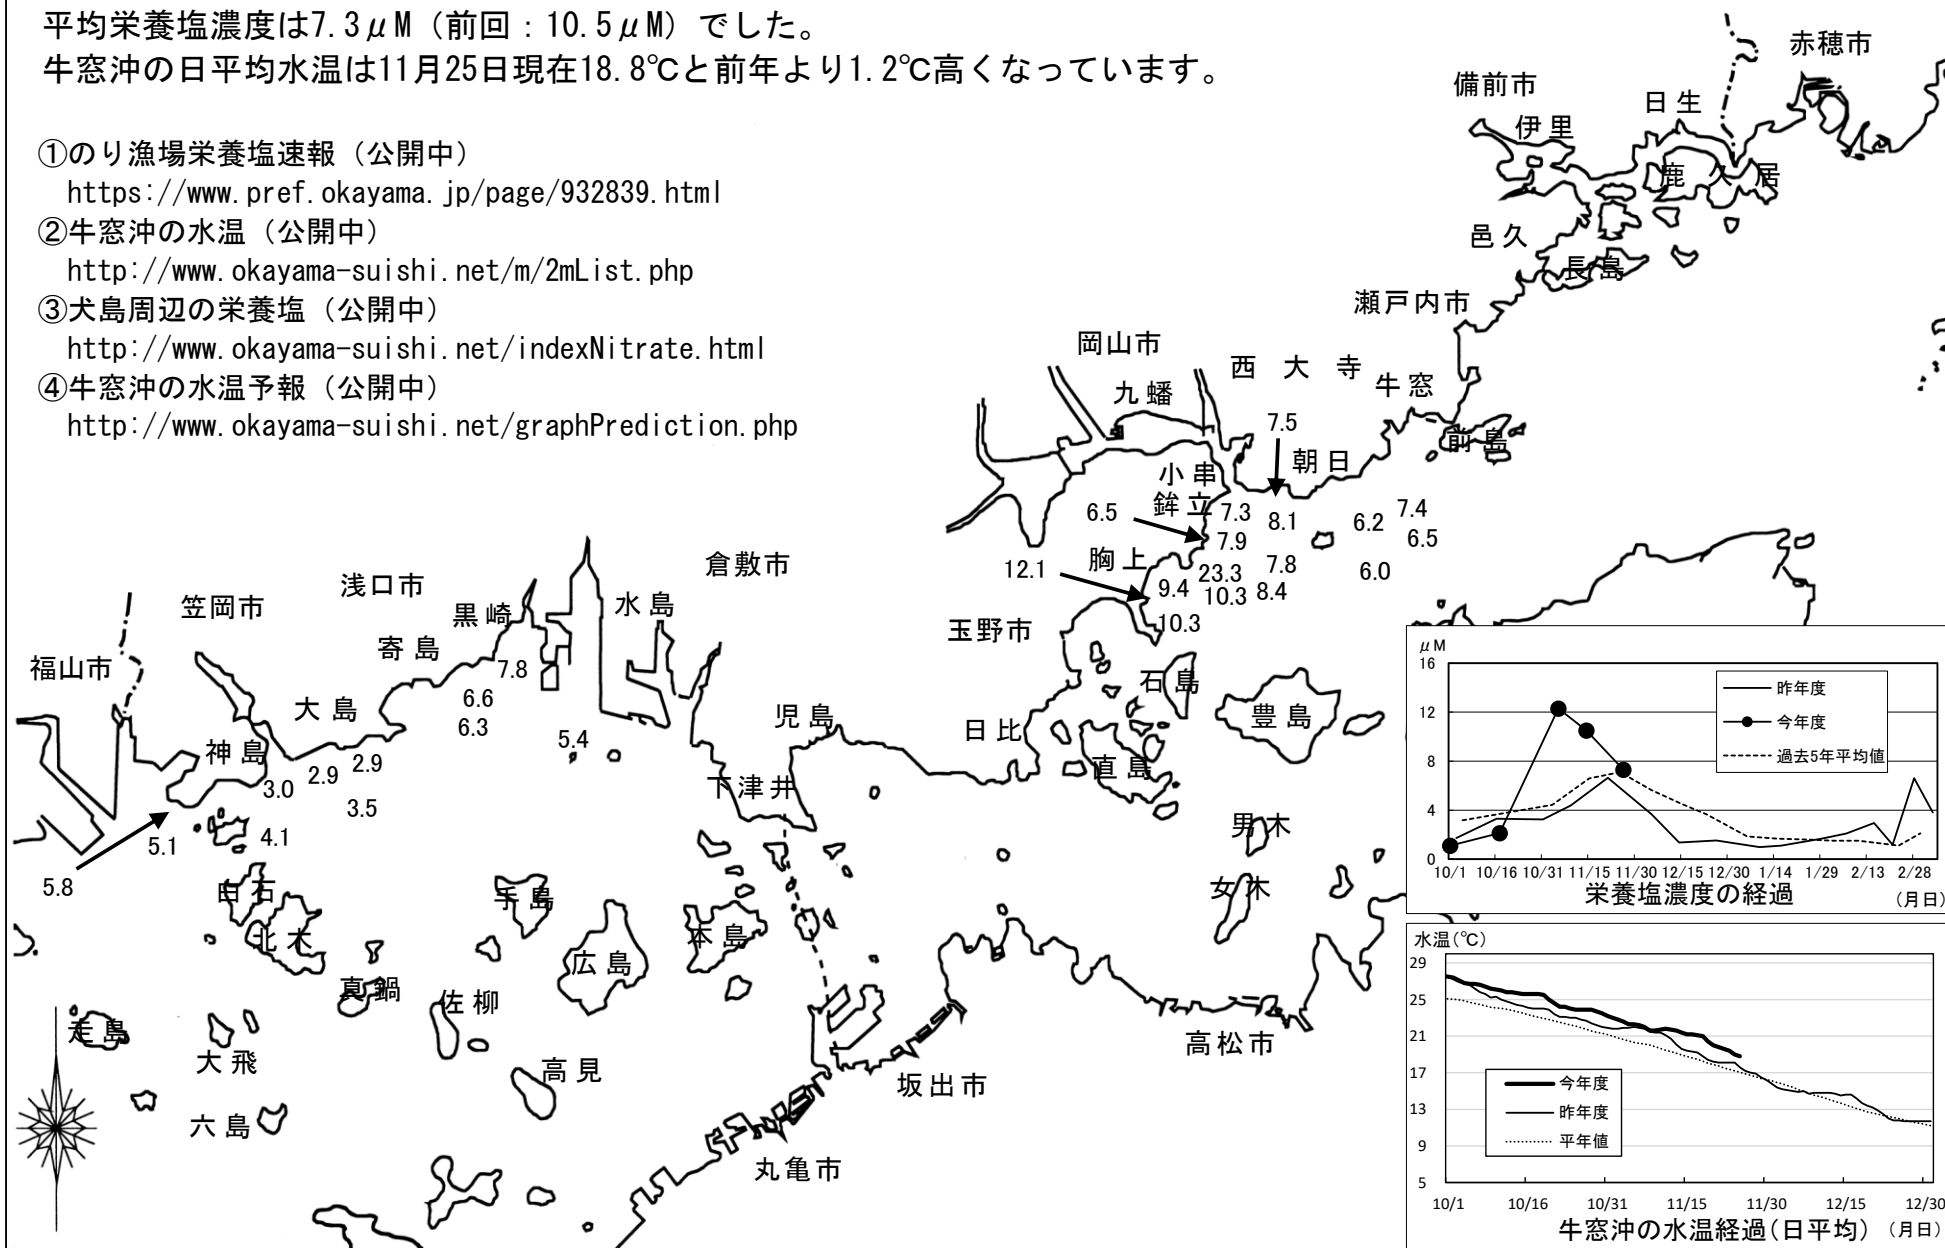 平均栄養塩濃度は7.3μM（前回：10.5μM）でした。
牛窓沖の日平均水温は11月25日現在18.8℃と前年より1.2℃高くなっています。
①のり漁場栄養塩速報（公開中）
https://www.pref.okayama.jp/page/932839.html
②牛窓沖の水温（公開中）
http://www.okayama-suishi.net/m/2mList.php
③犬島周辺の栄養塩（公開中）
http://www.okayama-suishi.net/indexNitrate.html
④牛窓沖の水温予報（公開中）
http://www.okayama-suishi.net/graphPrediction.php
赤穂市
備前市
日生
伊里
鹿久居
邑久
長島
瀬戸内市
岡山市
西大寺
牛窓
九蟠
7.5
前島
朝日
小串
鉾立
6.5
7.3
8.1
6.2
7.4
6.5
7.9
胸上
12.1
7.8
6.0
23.3
9.4
10.3
8.4
10.3
玉野市
倉敷市
浅口市
笠岡市
水島
黒崎
寄島
福山市
7.8
6.6
6.3
5.4
大島
神島
2.9
2.9
3.0
3.5
4.1
5.1
5.8
児島
日比
石島
豊島
直島
下津井
男木
女木
白石
北木
手島
本島
広島
真鍋
佐柳
走島
大飛
高見
六島
高松市
坂出市
丸亀市
μM
16
12
8
4
0
昨年度
今年度
過去5年平均値
10/1 10/16 10/31 11/15 11/30 12/15 12/30 1/14 1/29 2/13 2/28
栄養塩濃度の経過
（月日）
水温(℃)
29
25
21
17
13
9
5
今年度
昨年度
平年値
10/1 10/16 10/31 11/15 11/30 12/15 12/30
牛窓沖の水温経過(日平均)
（月日）